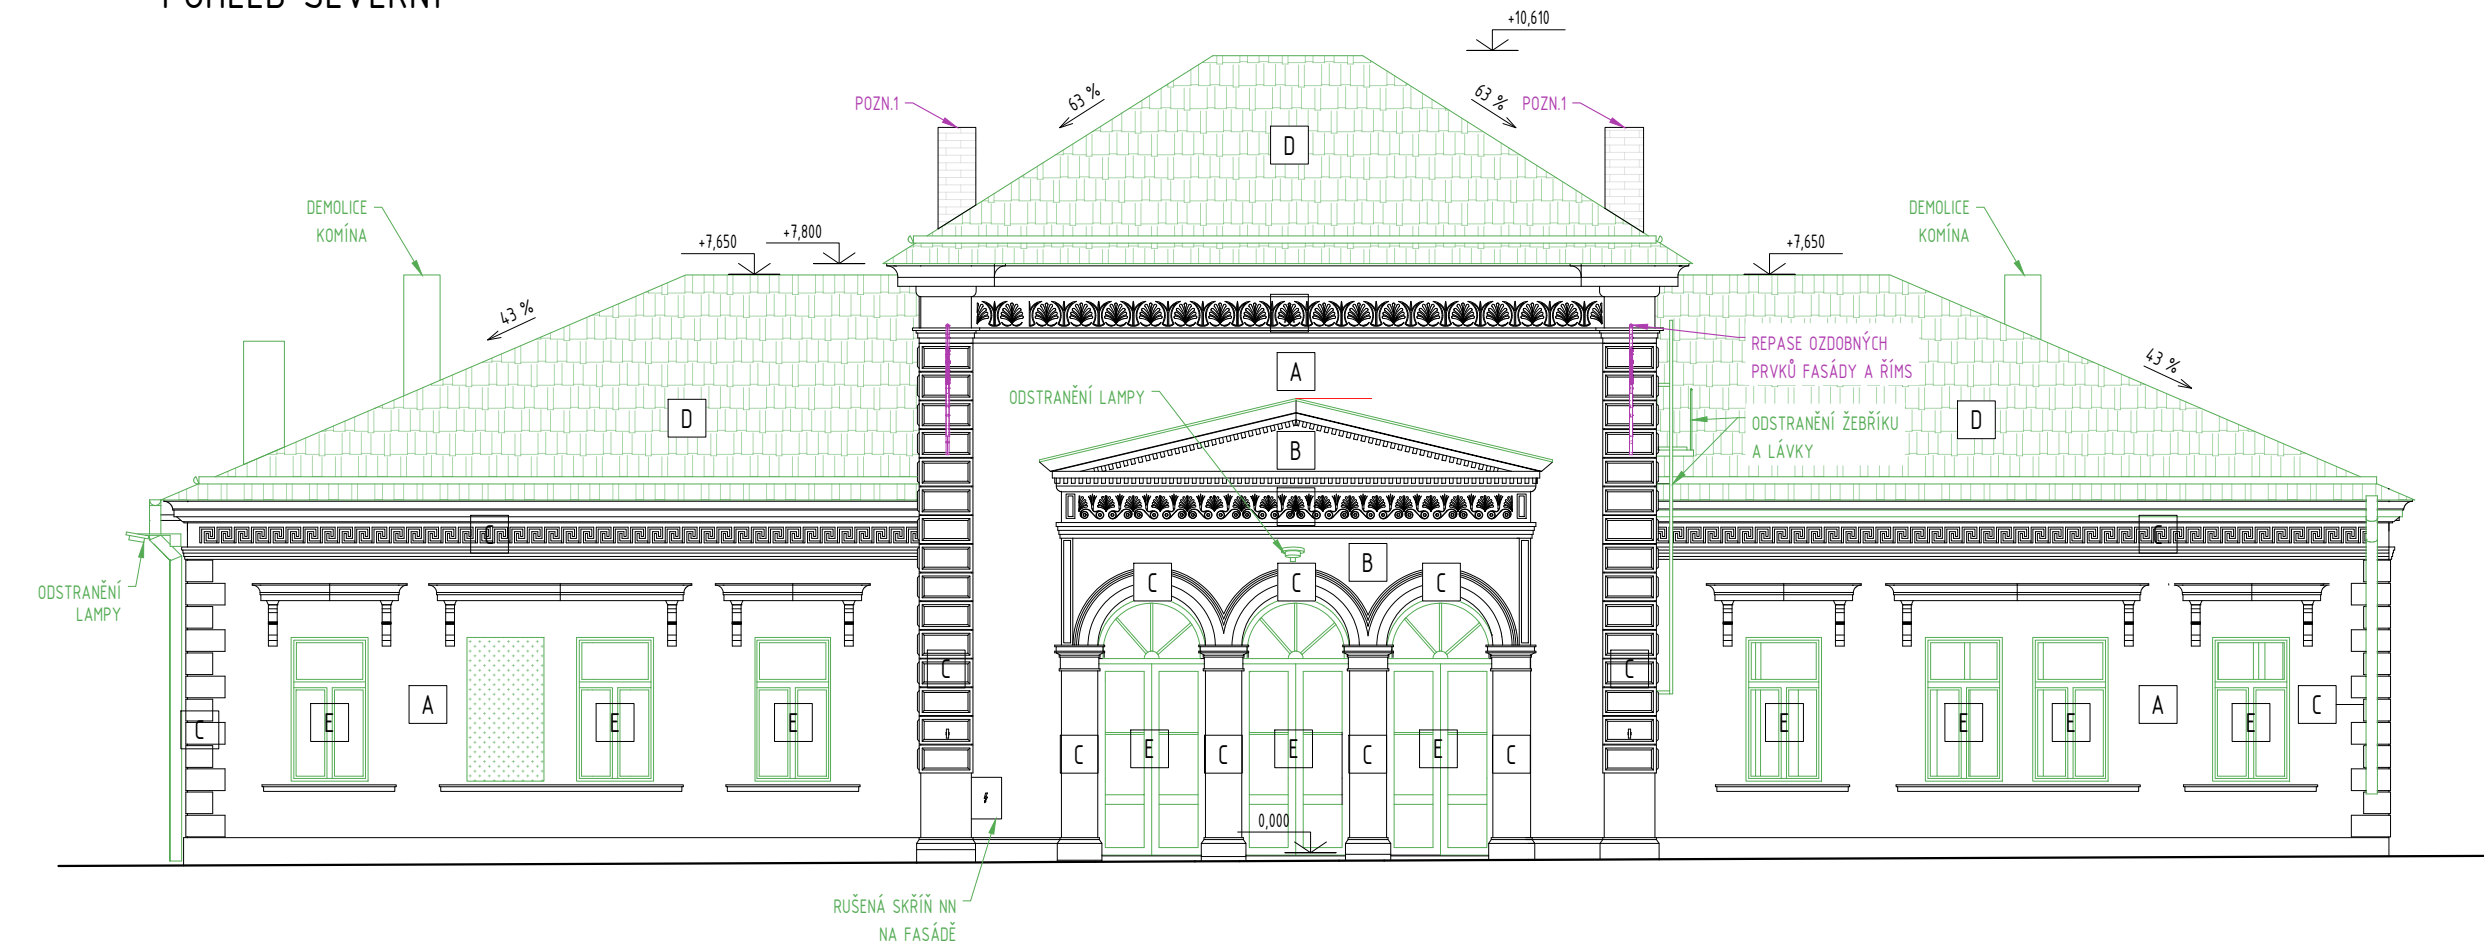 POHLED SEVERNÍ
+10,610
POZN.1
63 %
63 %
POZN.1
D
DEMOLICE
KOMÍNA
DEMOLICE
KOMÍNA
+7,650
+7,800
+7,650
43 %
REPASE OZDOBNÝCH
PRVKŮ FASÁDY A ŘÍMS
43 %
A
ODSTRANĚNÍ LAMPY
D
D
ODSTRANĚNÍ ŽEBŘÍKU
A LÁVKY
B
C
C
B
ODSTRANĚNÍ
LAMPY
C
C
C
C
C
A
A
C
C
E
E
E
E
E
E
E
C
E
C
E
C
E
C
0,000
RUŠENÁ SKŘÍŇ NN
NA FASÁDĚ